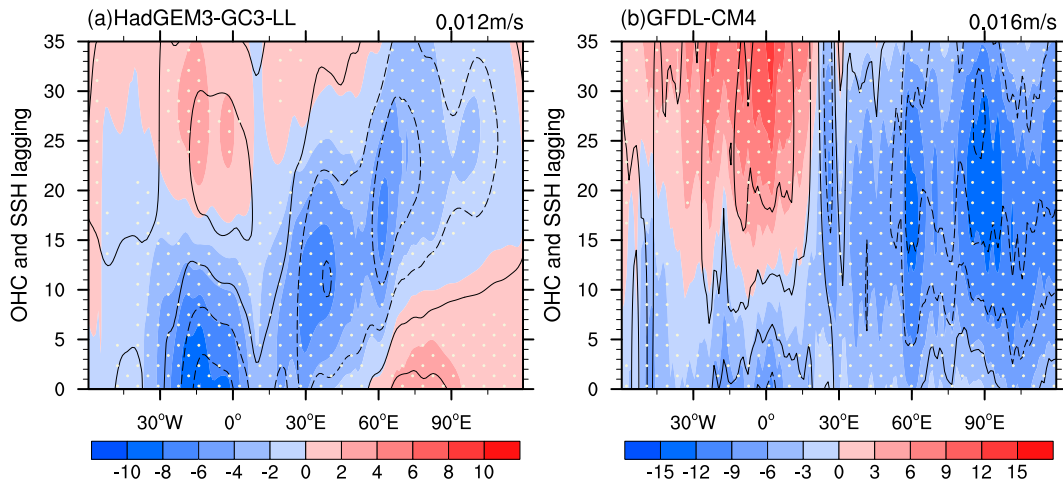 (a)HadGEM3-GC3-LL 0.012m/s
OHC and SSH lagging
35
30
25
20
15
10
5
0
30W 0° 30°E 60°E 90°E
-10 -8 -6 -4 -2 0 2 4 6 8 10
(b)GFDL-CM4 0.016m/s
OHC and SSH lagging
35
30
25
20
15
10
5
0
30W 0° 30°E 60°E 90°E
-15 -12 -9 -6 -3 0 3 6 9 12 15